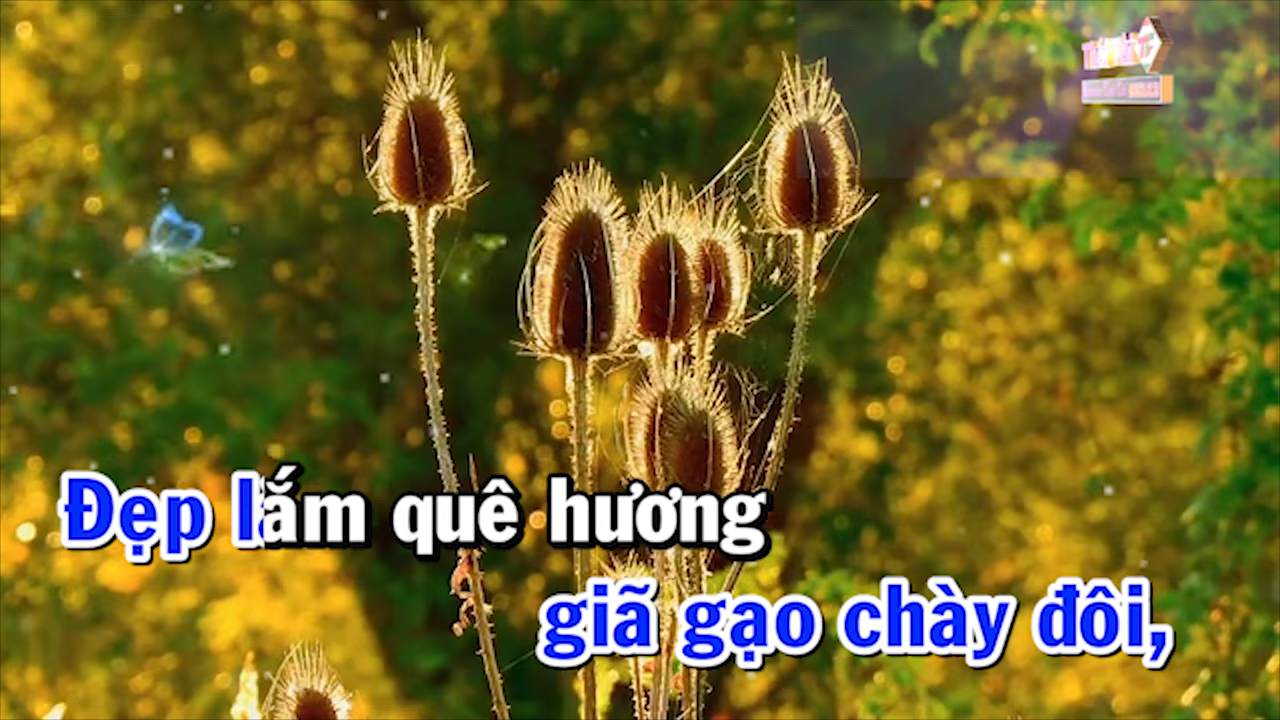 Đẹp lắm quê hương
giã gạo chày đôi,